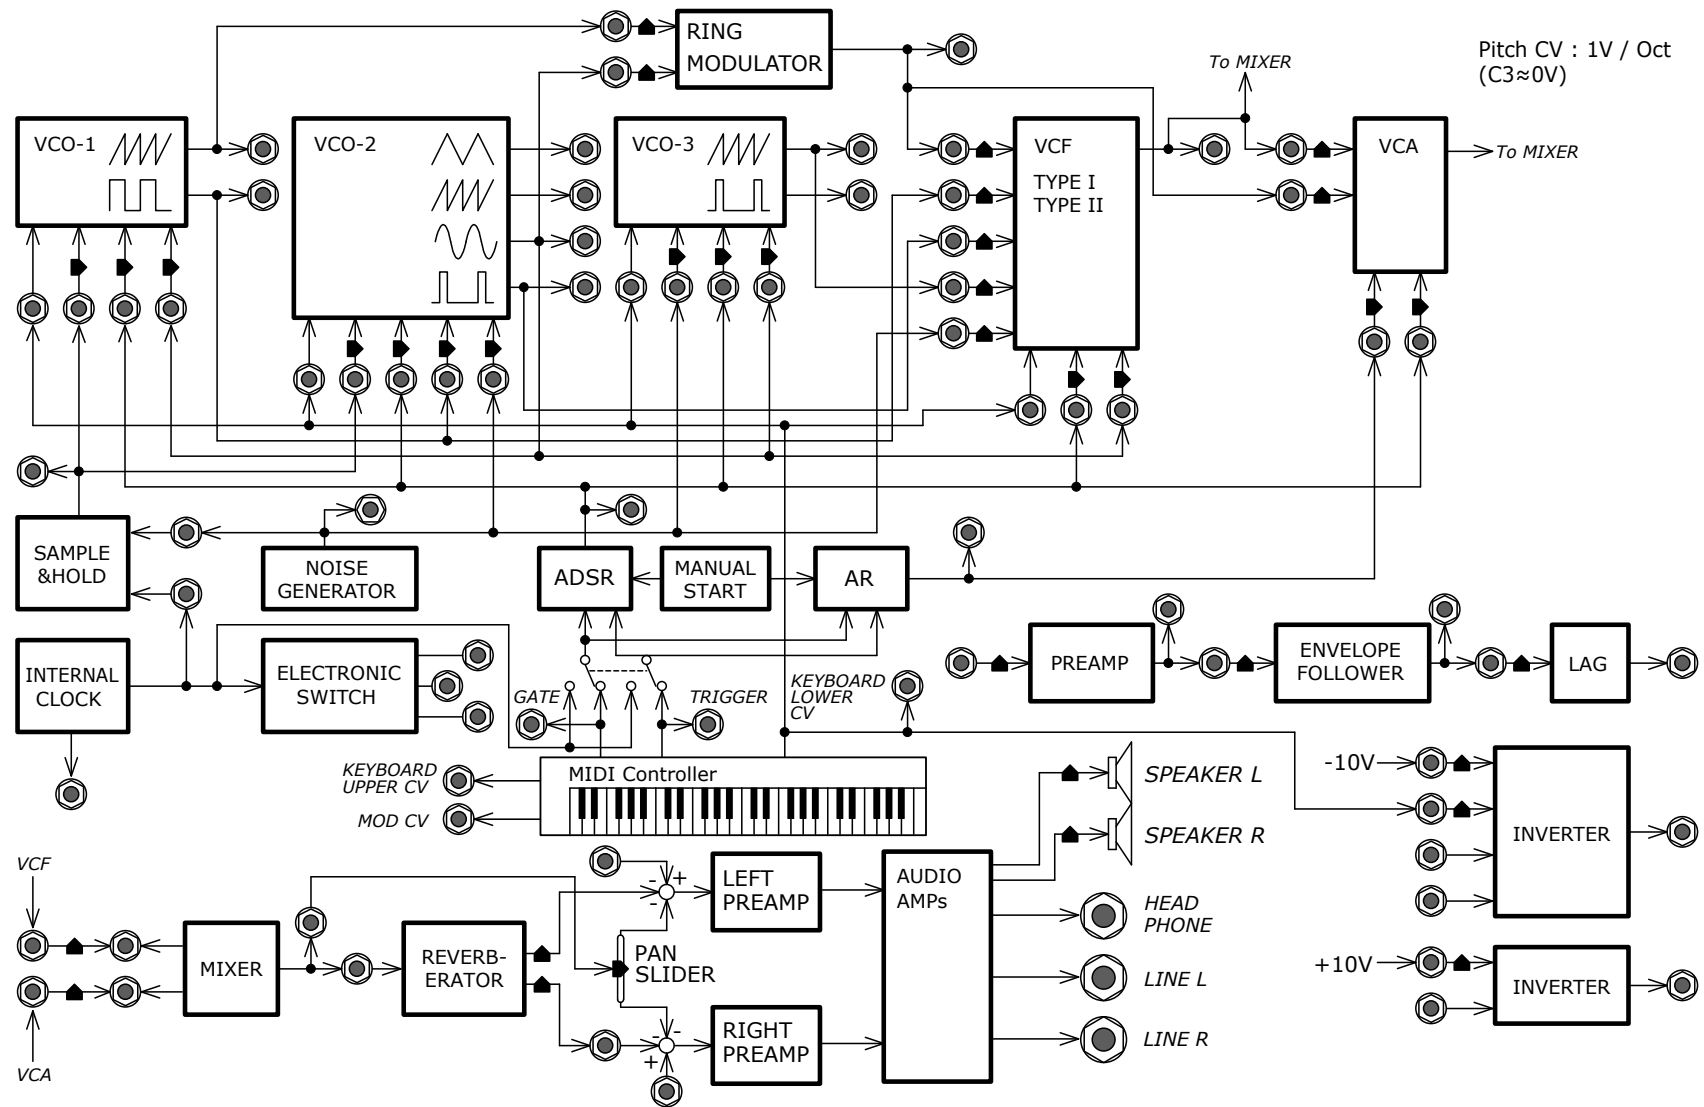 RING
MODULATOR
To MIXER
Pitch CV : 1V / Oct
(C3≈0V)
VCO-1
VCO-2
VCO-3
VCF
TYPE I
TYPE II
VCA
To MIXER
SAMPLE
&HOLD
NOISE
GENERATOR
ADSR
MANUAL
START
AR
INTERNAL
CLOCK
ELECTRONIC
SWITCH
GATE
TRIGGER
KEYBOARD
LOWER
CV
PREAMP
ENVELOPE
FOLLOWER
LAG
KEYBOARD
UPPER CV
MOD CV
MIDI Controller
SPEAKER L
SPEAKER R
-10V
INVERTER
VCF
VCA
MIXER
REVERB-
ERATOR
-
+
-
PAN
SLIDER
-
-
+
LEFT
PREAMP
RIGHT
PREAMP
AUDIO
AMPs
HEAD
PHONE
LINE L
LINE R
+10V
INVERTER